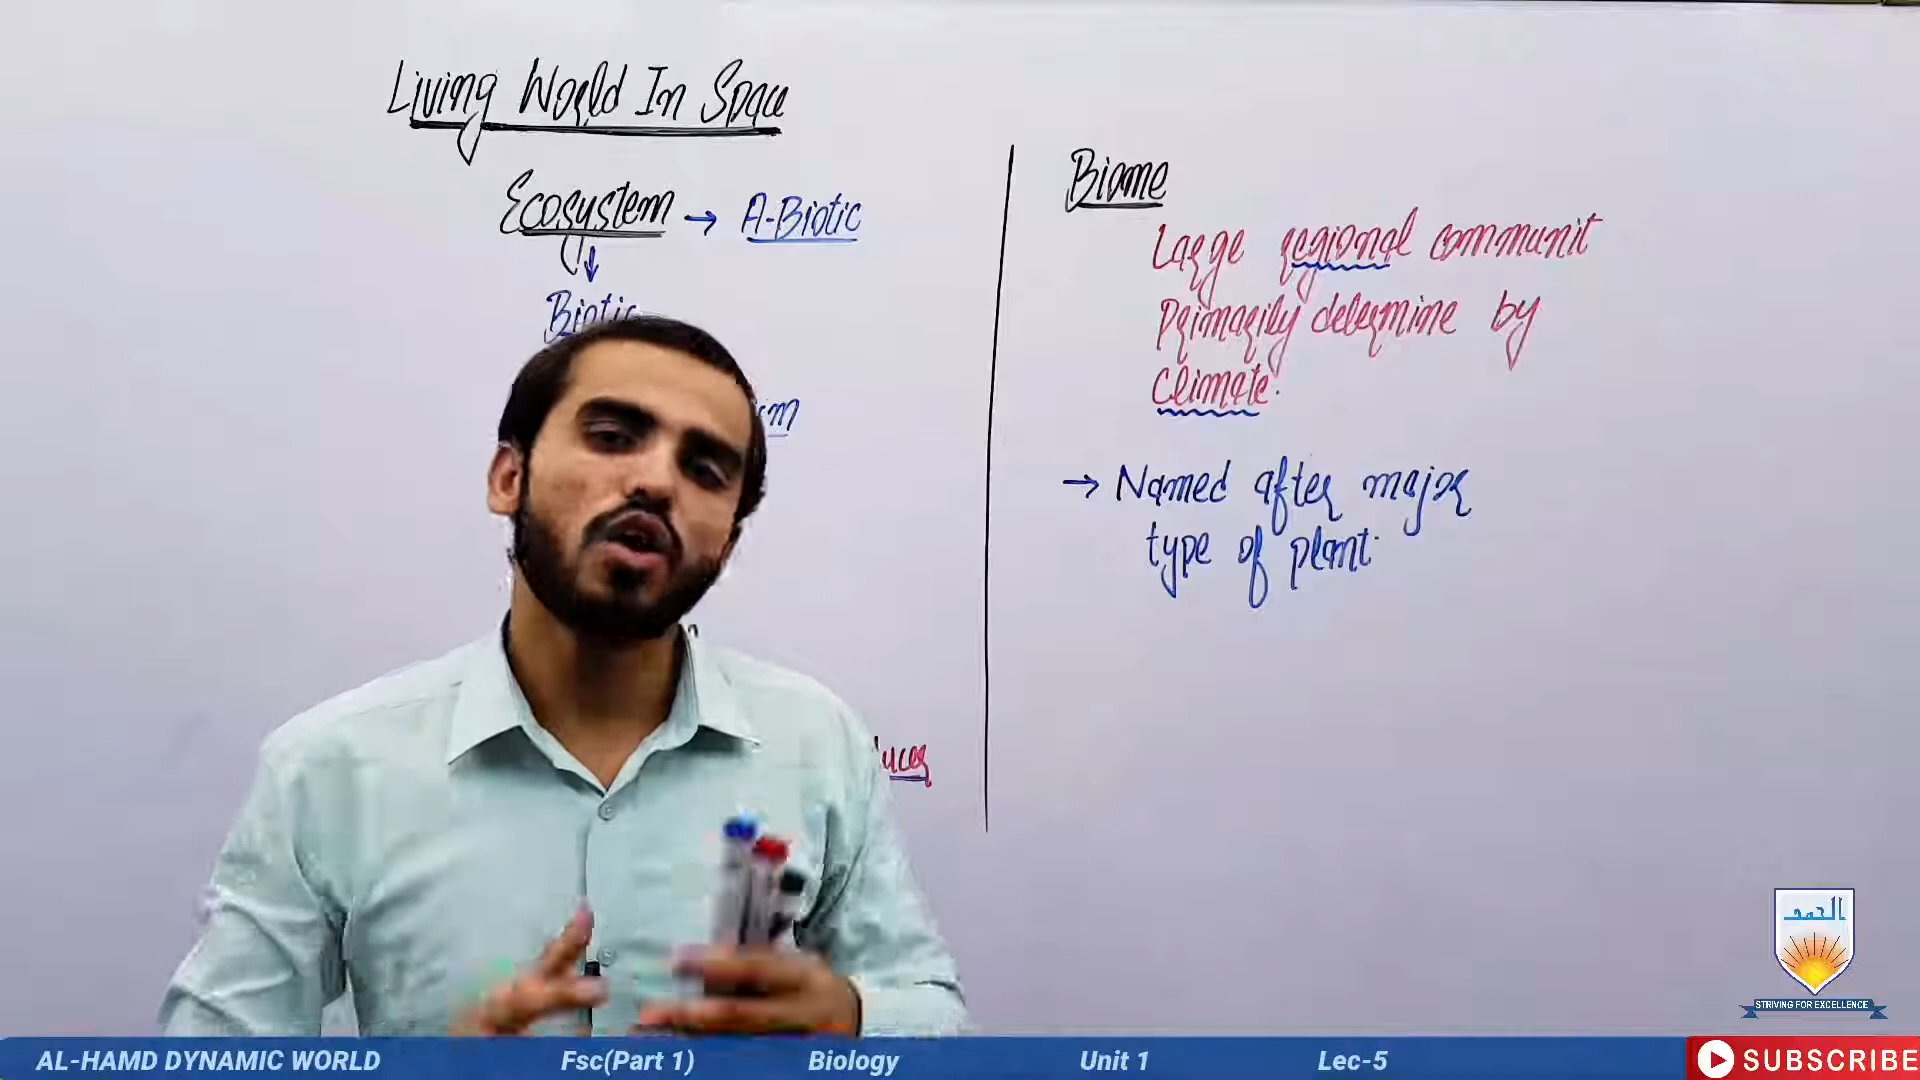 Living World In Space
Ecosystem → A-Biotic
Biotic
Biome
Large regional communit
Primarily determine by
Climate.
→ Named after major
type of plant.
الحمد
STRIVING FOR EXCELLENCE
AL-HAMD DYNAMIC WORLD Fsc(Part 1) Biology Unit 1 Lec-5 SUBSCRIBE